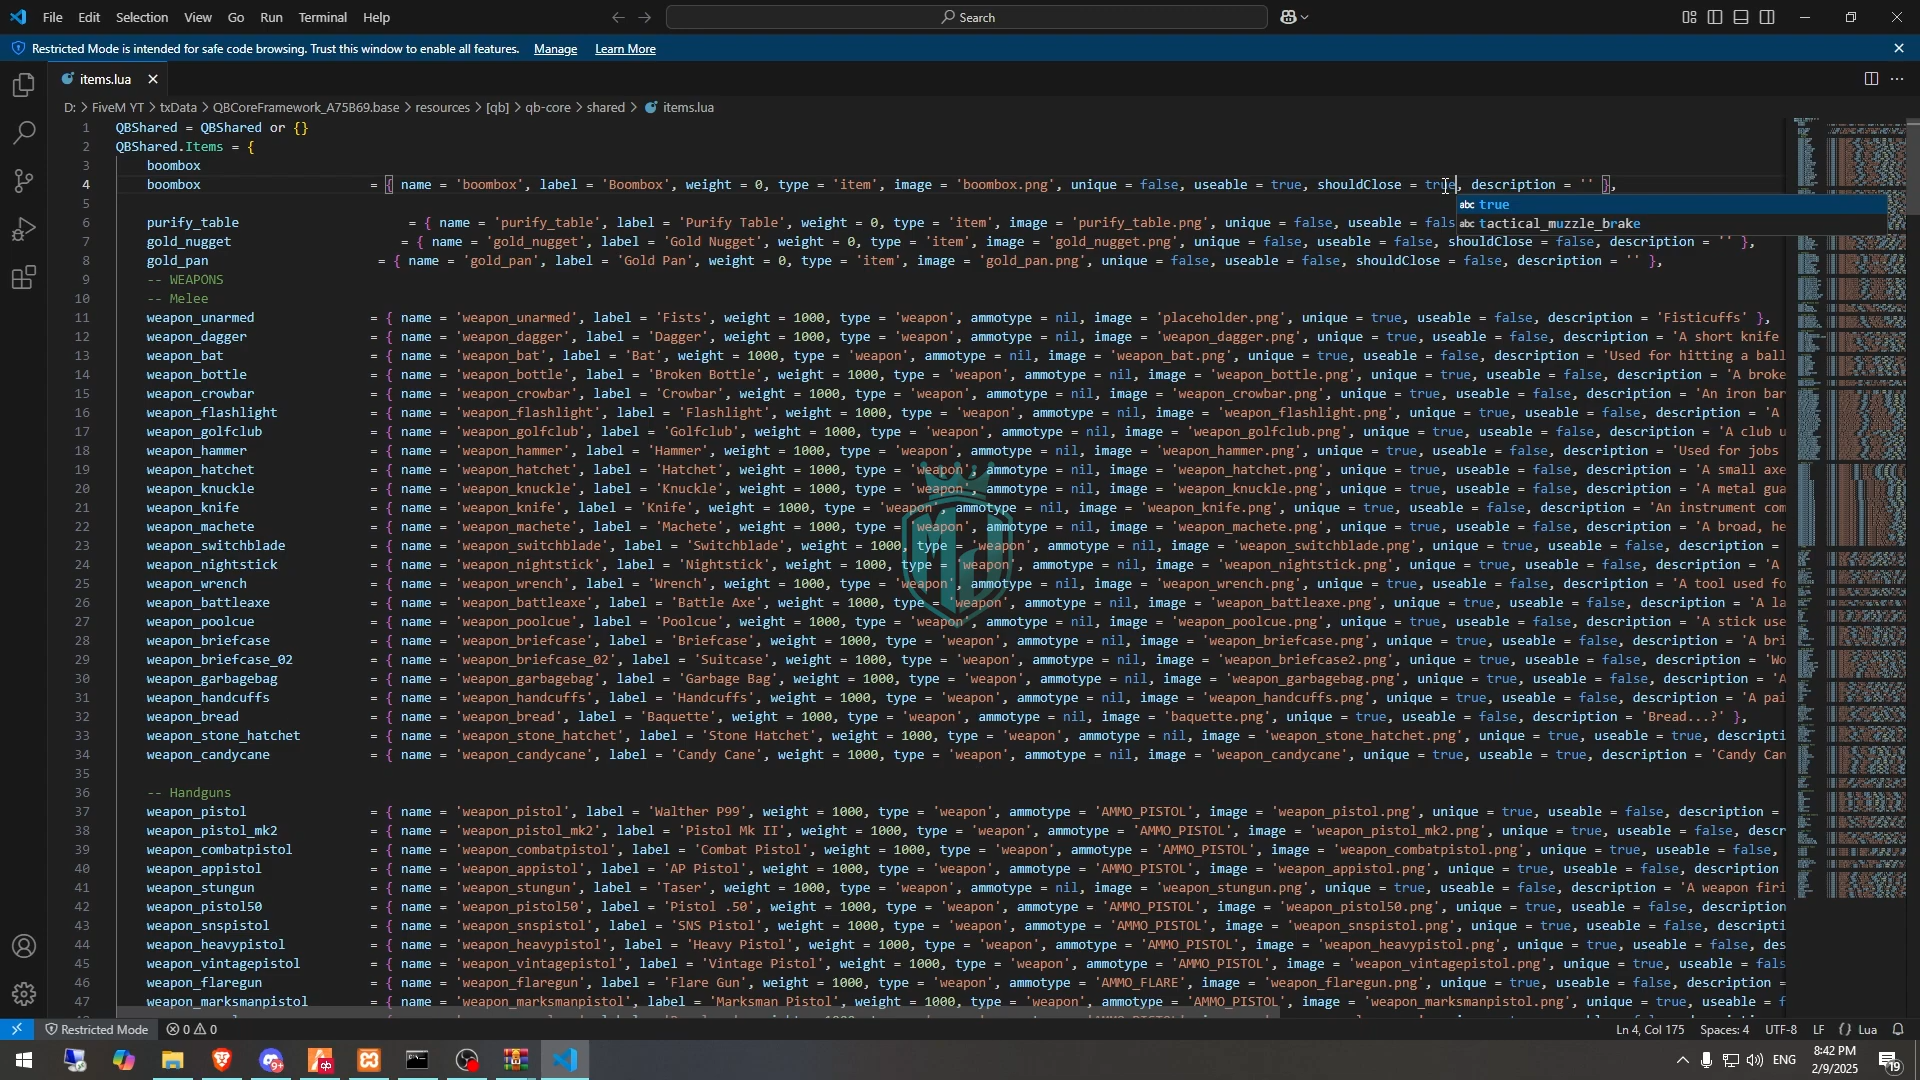 File Edit Selection View Go Run Terminal Help
Search
Restricted Mode is intended for safe code browsing. Trust this window to enable all features. Manage Learn More
items.lua
D: > FiveM YT > txData > QBCoreFramework_A75B69.base > resources > [qb] > qb-core > shared > items.lua
1 QBShared = QBShared or {}
2 QBShared.Items = {
3 boombox
4 boombox = { name = 'boombox', label = 'Boombox', weight = 0, type = 'item', image = 'boombox.png', unique = false, useable = true, shouldClose = true, description = '' },
5
abc true
6 purify_table = { name = 'purify_table', label = 'Purify Table', weight = 0, type = 'item', image = 'purify_table.png', unique = false, useable = fals
abc tactical_muzzle_brake
7 gold_nugget = { name = 'gold_nugget', label = 'Gold Nugget', weight = 0, type = 'item', image = 'gold_nugget.png', unique = false, useable = false, shouldClose = false, description = '' },
8 gold_pan = { name = 'gold_pan', label = 'Gold Pan', weight = 0, type = 'item', image = 'gold_pan.png', unique = false, useable = false, shouldClose = false, description = '' },
9 -- WEAPONS
10 -- Melee
11 weapon_unarmed = { name = 'weapon_unarmed', label = 'Fists', weight = 1000, type = 'weapon', ammotype = nil, image = 'placeholder.png', unique = true, useable = false, description = 'Fisticuffs' },
12 weapon_dagger = { name = 'weapon_dagger', label = 'Dagger', weight = 1000, type = 'weapon', ammotype = nil, image = 'weapon_dagger.png', unique = true, useable = false, description = 'A short knife
13 weapon_bat = { name = 'weapon_bat', label = 'Bat', weight = 1000, type = 'weapon', ammotype = nil, image = 'weapon_bat.png', unique = true, useable = false, description = 'Used for hitting a ball
14 weapon_bottle = { name = 'weapon_bottle', label = 'Broken Bottle', weight = 1000, type = 'weapon', ammotype = nil, image = 'weapon_bottle.png', unique = true, useable = false, description = 'A broke
15 weapon_crowbar = { name = 'weapon_crowbar', label = 'Crowbar', weight = 1000, type = 'weapon', ammotype = nil, image = 'weapon_crowbar.png', unique = true, useable = false, description = 'An iron bar
16 weapon_flashlight = { name = 'weapon_flashlight', label = 'Flashlight', weight = 1000, type = 'weapon', ammotype = nil, image = 'weapon_flashlight.png', unique = true, useable = false, description = 'A
17 weapon_golfclub = { name = 'weapon_golfclub', label = 'Golfclub', weight = 1000, type = 'weapon', ammotype = nil, image = 'weapon_golfclub.png', unique = true, useable = false, description = 'A club u
18 weapon_hammer = { name = 'weapon_hammer', label = 'Hammer', weight = 1000, type = 'weapon', ammotype = nil, image = 'weapon_hammer.png', unique = true, useable = false, description = 'Used for jobs
19 weapon_hatchet = { name = 'weapon_hatchet', label = 'Hatchet', weight = 1000, type = 'weapon', ammotype = nil, image = 'weapon_hatchet.png', unique = true, useable = false, description = 'A small axe
20 weapon_knuckle = { name = 'weapon_knuckle', label = 'Knuckle', weight = 1000, type = 'weapon', ammotype = nil, image = 'weapon_knuckle.png', unique = true, useable = false, description = 'A metal gua
21 weapon_knife = { name = 'weapon_knife', label = 'Knife', weight = 1000, type = 'weapon', ammotype = nil, image = 'weapon_knife.png', unique = true, useable = false, description = 'An instrument com
22 weapon_machete = { name = 'weapon_machete', label = 'Machete', weight = 1000, type = 'weapon', ammotype = nil, image = 'weapon_machete.png', unique = true, useable = false, description = 'A broad, he
23 weapon_switchblade = { name = 'weapon_switchblade', label = 'Switchblade', weight = 1000, type = 'weapon', ammotype = nil, image = 'weapon_switchblade.png', unique = true, useable = false, description =
24 weapon_nightstick = { name = 'weapon_nightstick', label = 'Nightstick', weight = 1000, type = 'weapon', ammotype = nil, image = 'weapon_nightstick.png', unique = true, useable = false, description = 'A
25 weapon_wrench = { name = 'weapon_wrench', label = 'Wrench', weight = 1000, type = 'weapon', ammotype = nil, image = 'weapon_wrench.png', unique = true, useable = false, description = 'A tool used fo
26 weapon_battleaxe = { name = 'weapon_battleaxe', label = 'Battle Axe', weight = 1000, type = 'weapon', ammotype = nil, image = 'weapon_battleaxe.png', unique = true, useable = false, description = 'A la
27 weapon_poolcue = { name = 'weapon_poolcue', label = 'Poolcue', weight = 1000, type = 'weapon', ammotype = nil, image = 'weapon_poolcue.png', unique = true, useable = false, description = 'A stick use
28 weapon_briefcase = { name = 'weapon_briefcase', label = 'Briefcase', weight = 1000, type = 'weapon', ammotype = nil, image = 'weapon_briefcase.png', unique = true, useable = false, description = 'A bri
29 weapon_briefcase_02 = { name = 'weapon_briefcase_02', label = 'Suitcase', weight = 1000, type = 'weapon', ammotype = nil, image = 'weapon_briefcase2.png', unique = true, useable = false, description = 'Wo
30 weapon_garbagebag = { name = 'weapon_garbagebag', label = 'Garbage Bag', weight = 1000, type = 'weapon', ammotype = nil, image = 'weapon_garbagebag.png', unique = true, useable = false, description = 'A
31 weapon_handcuffs = { name = 'weapon_handcuffs', label = 'Handcuffs', weight = 1000, type = 'weapon', ammotype = nil, image = 'weapon_handcuffs.png', unique = true, useable = false, description = 'A pai
32 weapon_bread = { name = 'weapon_bread', label = 'Baquette', weight = 1000, type = 'weapon', ammotype = nil, image = 'baquette.png', unique = true, useable = false, description = 'Bread...?' },
33 weapon_stone_hatchet = { name = 'weapon_stone_hatchet', label = 'Stone Hatchet', weight = 1000, type = 'weapon', ammotype = nil, image = 'weapon_stone_hatchet.png', unique = true, useable = true, descripti
34 weapon_candycane = { name = 'weapon_candycane', label = 'Candy Cane', weight = 1000, type = 'weapon', ammotype = nil, image = 'weapon_candycane', unique = true, useable = true, description = 'Candy Can
35
36 -- Handguns
37 weapon_pistol = { name = 'weapon_pistol', label = 'Walther P99', weight = 1000, type = 'weapon', ammotype = 'AMMO_PISTOL', image = 'weapon_pistol.png', unique = true, useable = false, description =
38 weapon_pistol_mk2 = { name = 'weapon_pistol_mk2', label = 'Pistol Mk II', weight = 1000, type = 'weapon', ammotype = 'AMMO_PISTOL', image = 'weapon_pistol_mk2.png', unique = true, useable = false, descr
39 weapon_combatpistol = { name = 'weapon_combatpistol', label = 'Combat Pistol', weight = 1000, type = 'weapon', ammotype = 'AMMO_PISTOL', image = 'weapon_combatpistol.png', unique = true, useable = false,
40 weapon_appistol = { name = 'weapon_appistol', label = 'AP Pistol', weight = 1000, type = 'weapon', ammotype = 'AMMO_PISTOL', image = 'weapon_appistol.png', unique = true, useable = false, description
41 weapon_stungun = { name = 'weapon_stungun', label = 'Taser', weight = 1000, type = 'weapon', ammotype = nil, image = 'weapon_stungun.png', unique = true, useable = false, description = 'A weapon firi
42 weapon_pistol50 = { name = 'weapon_pistol50', label = 'Pistol .50', weight = 1000, type = 'weapon', ammotype = 'AMMO_PISTOL', image = 'weapon_pistol50.png', unique = true, useable = false, description
43 weapon_snspistol = { name = 'weapon_snspistol', label = 'SNS Pistol', weight = 1000, type = 'weapon', ammotype = 'AMMO_PISTOL', image = 'weapon_snspistol.png', unique = true, useable = false, descripti
44 weapon_heavypistol = { name = 'weapon_heavypistol', label = 'Heavy Pistol', weight = 1000, type = 'weapon', ammotype = 'AMMO_PISTOL', image = 'weapon_heavypistol.png', unique = true, useable = false, des
45 weapon_vintagepistol = { name = 'weapon_vintagepistol', label = 'Vintage Pistol', weight = 1000, type = 'weapon', ammotype = 'AMMO_PISTOL', image = 'weapon_vintagepistol.png', unique = true, useable = fals
46 weapon_flaregun = { name = 'weapon_flaregun', label = 'Flare Gun', weight = 1000, type = 'weapon', ammotype = 'AMMO_FLARE', image = 'weapon_flaregun.png', unique = true, useable = false, description =
47 weapon_marksmanpistol = { name = 'weapon_marksmanpistol', label = 'Marksman Pistol', weight = 1000, type = 'weapon', ammotype = 'AMMO_PISTOL', image = 'weapon_marksmanpistol.png', unique = true, useable = f
Restricted Mode 0 0 Ln 4, Col 175 Spaces: 4 UTF-8 LF {} Lua
ENG 8:42 PM
2/9/2025
19